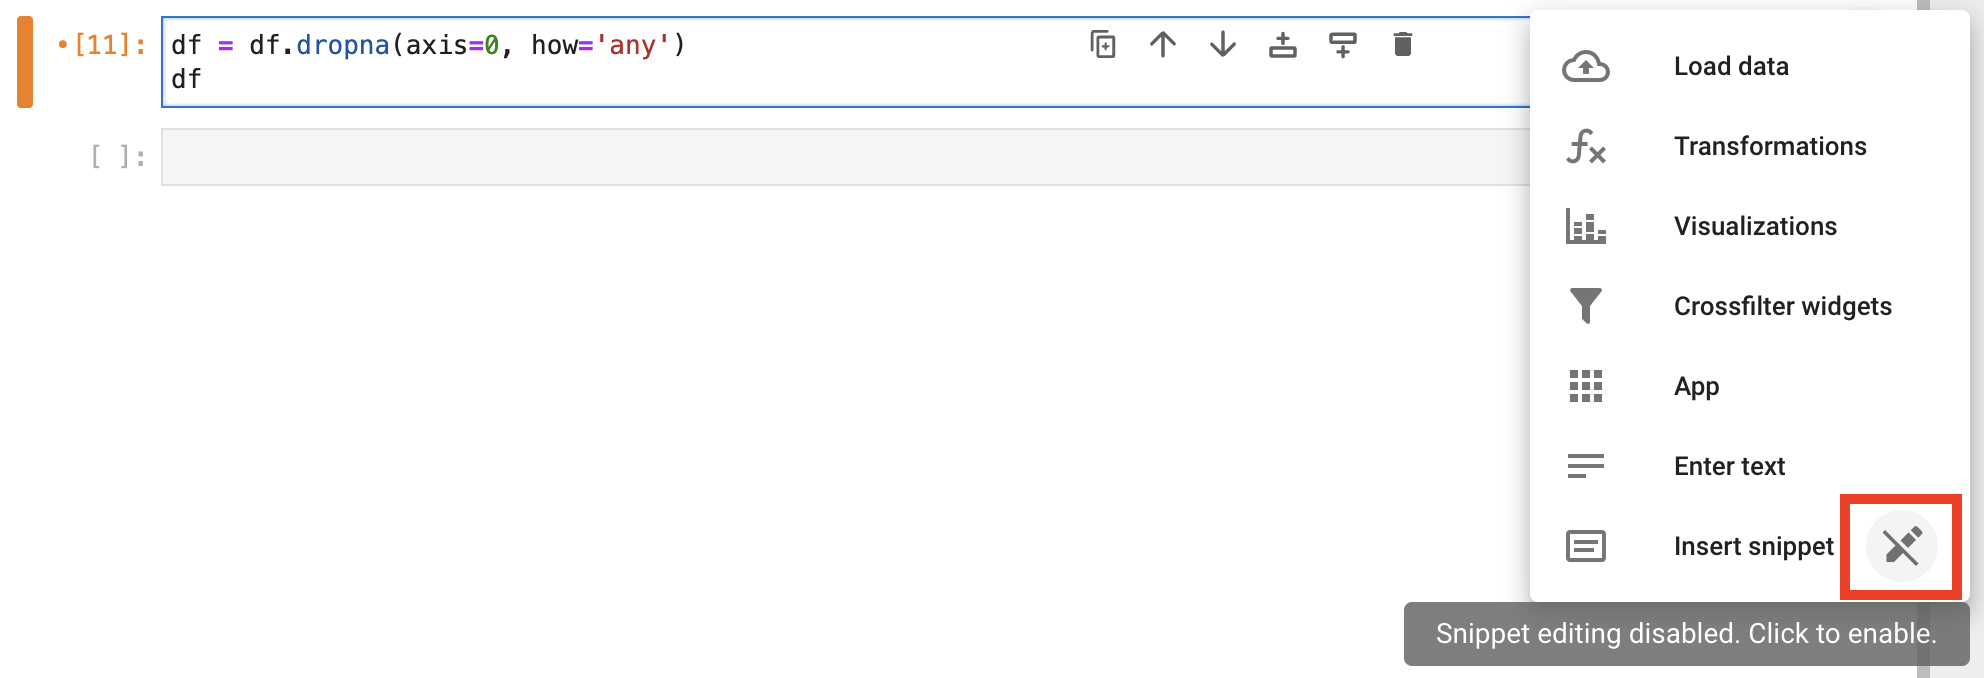 •[11]: df = df.dropna(axis=0, how='any')
df
[ ]:
Load data
Transformations
Visualizations
Crossfilter widgets
App
Enter text
Insert snippet
Snippet editing disabled. Click to enable.